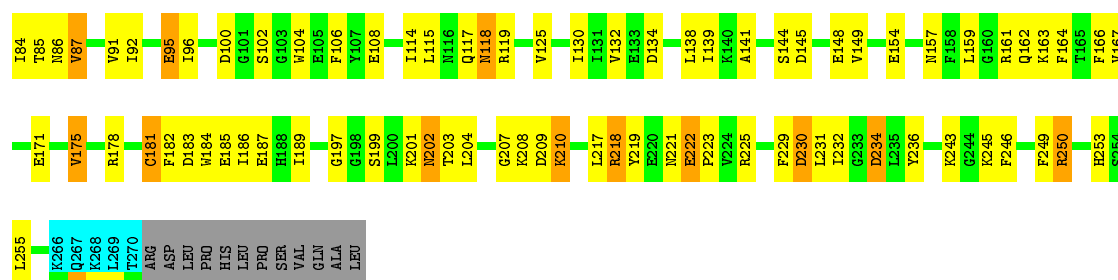 I84 T85 N86 V87 V91 I92 E95 I96 D100 G101 S102 G103 W104 E105 F106 Y107 E108 I114 L115 N116 Q117 N118 R119 V125 I130 I131 V132 E133 D134 L138 I139 K140 A141 S144 D145 E148 V149 E154 N157 F158 L159 G160 R161 Q162 K163 F164 T165 F166 V167
E171 V175 R178 C181 F182 D183 W184 E185 I186 E187 H188 I189 G197 G198 S199 L200 K201 N202 T203 L204 G207 K208 D209 K210 L217 R218 Y219 E220 N221 E222 P223 V224 R225 F229 D230 L231 I232 G233 D234 L235 Y236 K243 G244 K245 F246 F249 R250 H253 S254
L255 K266 Q267 K268 L269 T270 ARG ASP LEU PRO HIS LEU PRO SER VAL GLN ALA LEU